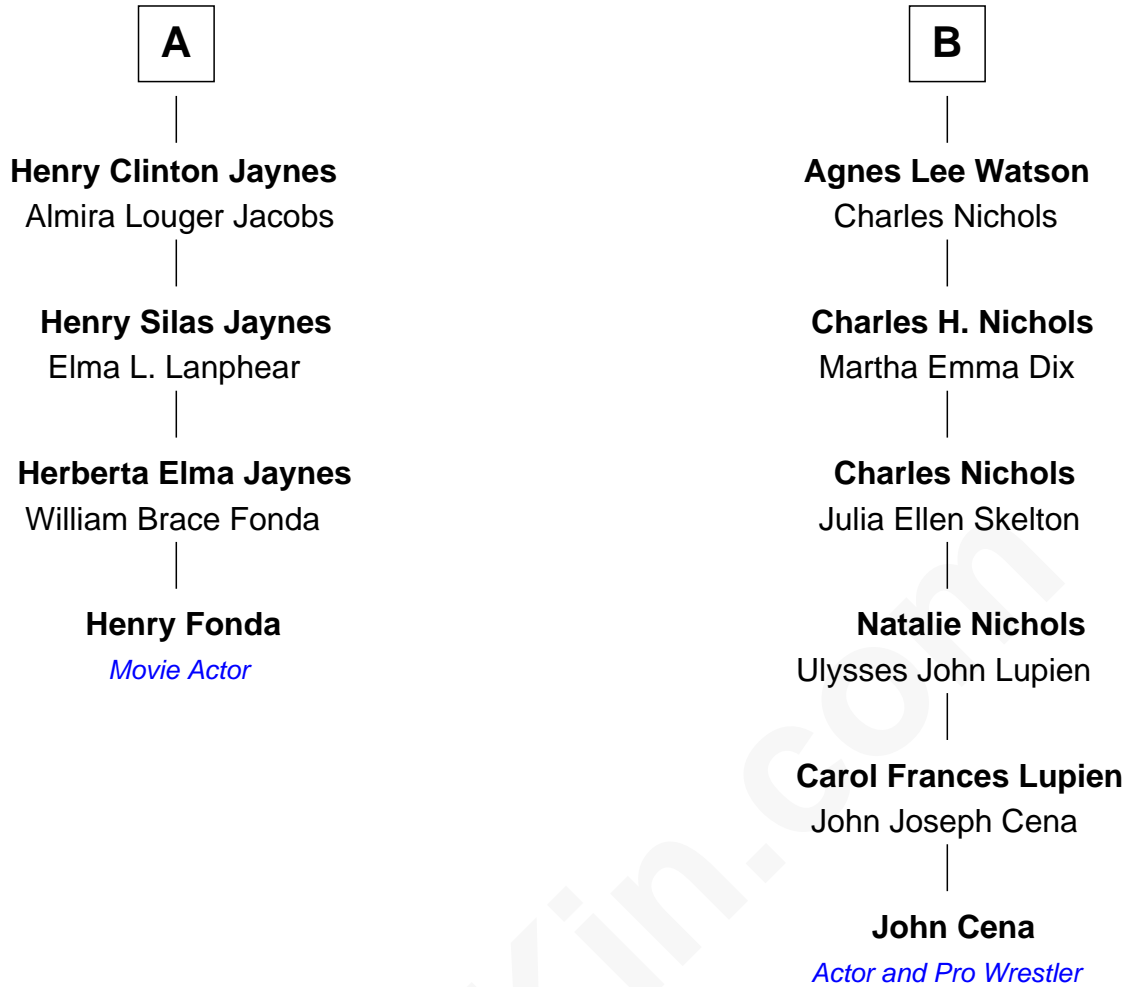 A
Henry Clinton Jaynes
Almira Louger Jacobs
Henry Silas Jaynes
Elma L. Lanphear
Herberta Elma Jaynes
William Brace Fonda
Henry Fonda
Movie Actor
B
Agnes Lee Watson
Charles Nichols
Charles H. Nichols
Martha Emma Dix
Charles Nichols
Julia Ellen Skelton
Natalie Nichols
Ulysses John Lupien
Carol Frances Lupien
John Joseph Cena
John Cena
Actor and Pro Wrestler
Kin.com